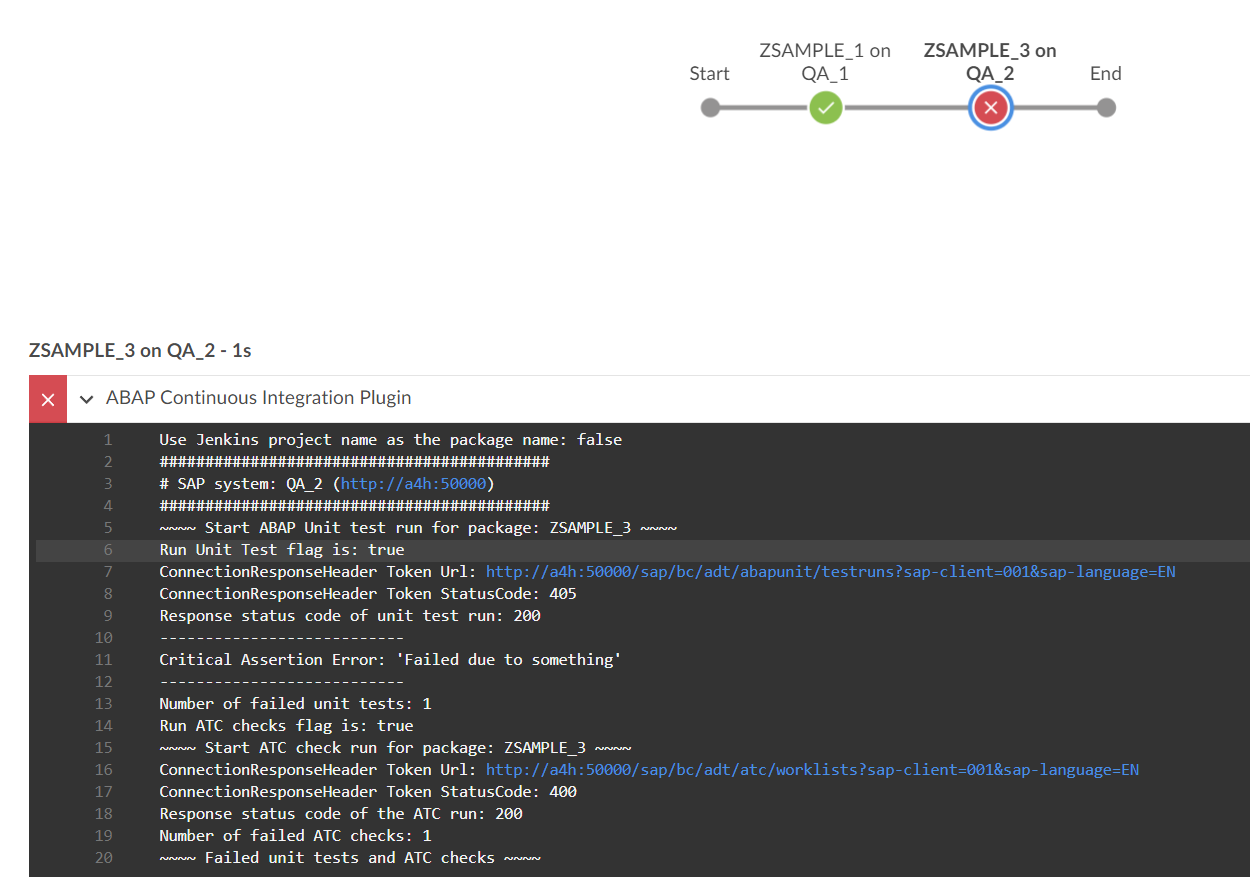 ZSAMPLE_1 on
QA_1
ZSAMPLE_3 on
QA_2
Start
End
ZSAMPLE_3 on QA_2 - 1s
ABAP Continuous Integration Plugin
1 Use Jenkins project name as the package name: false
2 ###########################################
3 # SAP system: QA_2 (http://a4h:50000)
4 ###########################################
5 ~~~~ Start ABAP Unit test run for package: ZSAMPLE_3 ~~~~
6 Run Unit Test flag is: true
7 ConnectionResponseHeader Token Url: http://a4h:50000/sap/bc/adt/abapunit/testruns?sap-client=001&sap-language=EN
8 ConnectionResponseHeader Token StatusCode: 405
9 Response status code of unit test run: 200
10 ---------------------------
11 Critical Assertion Error: 'Failed due to something'
12 ---------------------------
13 Number of failed unit tests: 1
14 Run ATC checks flag is: true
15 ~~~~ Start ATC check run for package: ZSAMPLE_3 ~~~~
16 ConnectionResponseHeader Token Url: http://a4h:50000/sap/bc/adt/atc/worklists?sap-client=001&sap-language=EN
17 ConnectionResponseHeader Token StatusCode: 400
18 Response status code of the ATC run: 200
19 Number of failed ATC checks: 1
20 ~~~~ Failed unit tests and ATC checks ~~~~